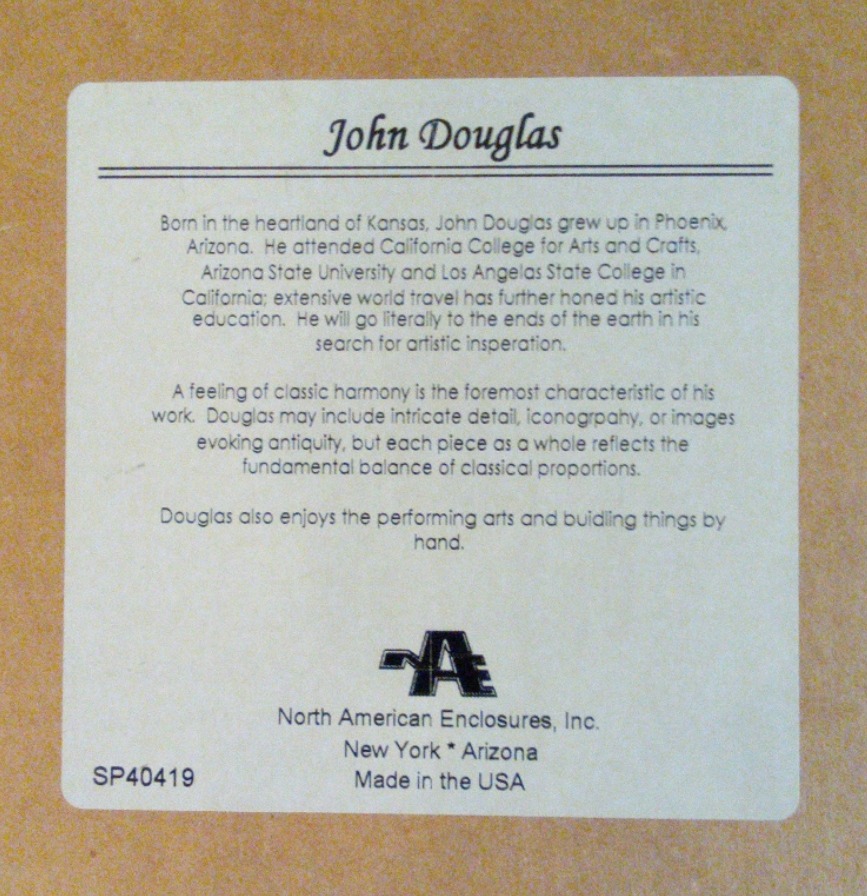 John Douglas
Born in the heartland of Kansas, John Douglas grew up in Phoenix,
Arizona. He attended California College for Arts and Crafts,
Arizona State University and Los Angelas State College in
California; extensive world travel has further honed his artistic
education. He will go literally to the ends of the earth in his
search for artistic insperation.
A feeling of classic harmony is the foremost characteristic of his
work. Douglas may include intricate detail, iconogrpahy, or images
evoking antiquity, but each piece as a whole reflects the
fundamental balance of classical proportions.
Douglas also enjoys the performing arts and buidling things by
hand.
NAE
North American Enclosures, Inc.
New York * Arizona
Made in the USA
SP40419